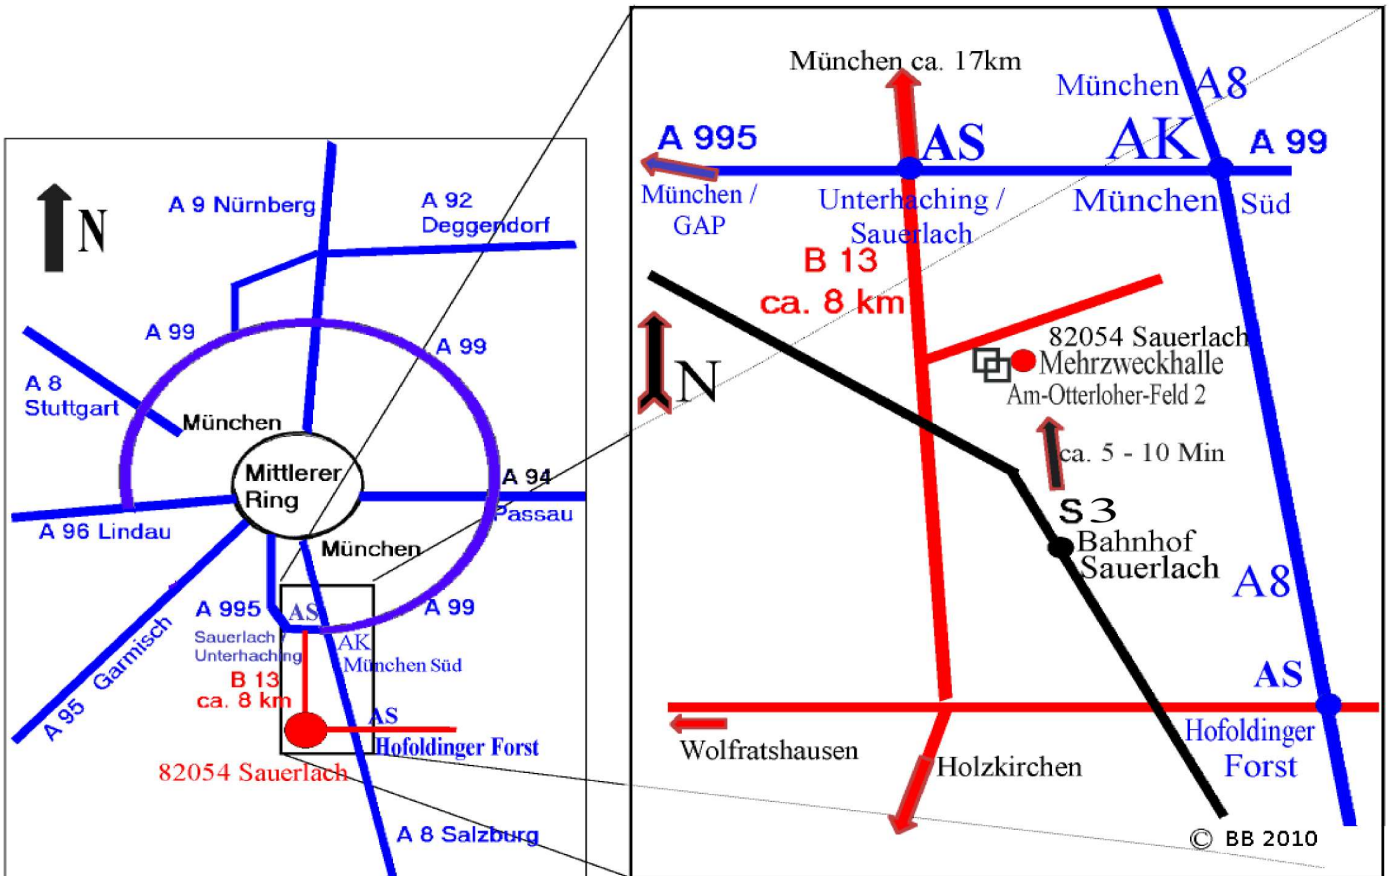 N
A 9 Nürnberg
A 92
Deggendorf
A 99
A 99
A 8
Stuttgart
München
Mittlerer
Ring
A 94
Passau
A 96 Lindau
München
A 995
AS
A 99
Sauerlach /
Unterhaching
AK
München Süd
A 95 Garmisch
B 13
ca. 8 km
AS
Hofoldinger Forst
82054 Sauerlach
A 8 Salzburg
München ca. 17km
München A8
A 995
AS
AK
A 99
München /
GAP
Unterhaching /
Sauerlach
München Süd
B 13
ca. 8 km
N
82054 Sauerlach
Mehrzweckhalle
Am-Otterloher-Feld 2
ca. 5 - 10 Min
S3
Bahnhof
Sauerlach
A8
AS
Hofoldinger
Forst
Wolfratshausen
Holzkirchen
© BB 2010